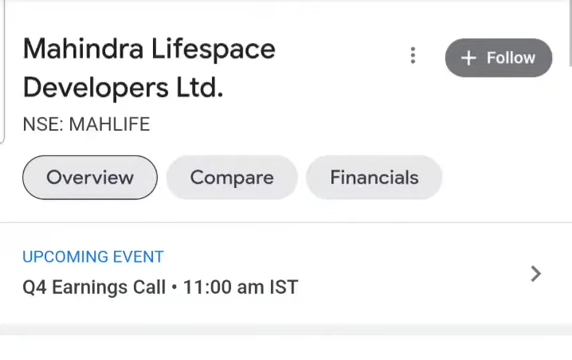 Mahindra Lifespace
Developers Ltd.
+ Follow
NSE: MAHLIFE
Overview
Compare
Financials
UPCOMING EVENT
Q4 Earnings Call • 11:00 am IST